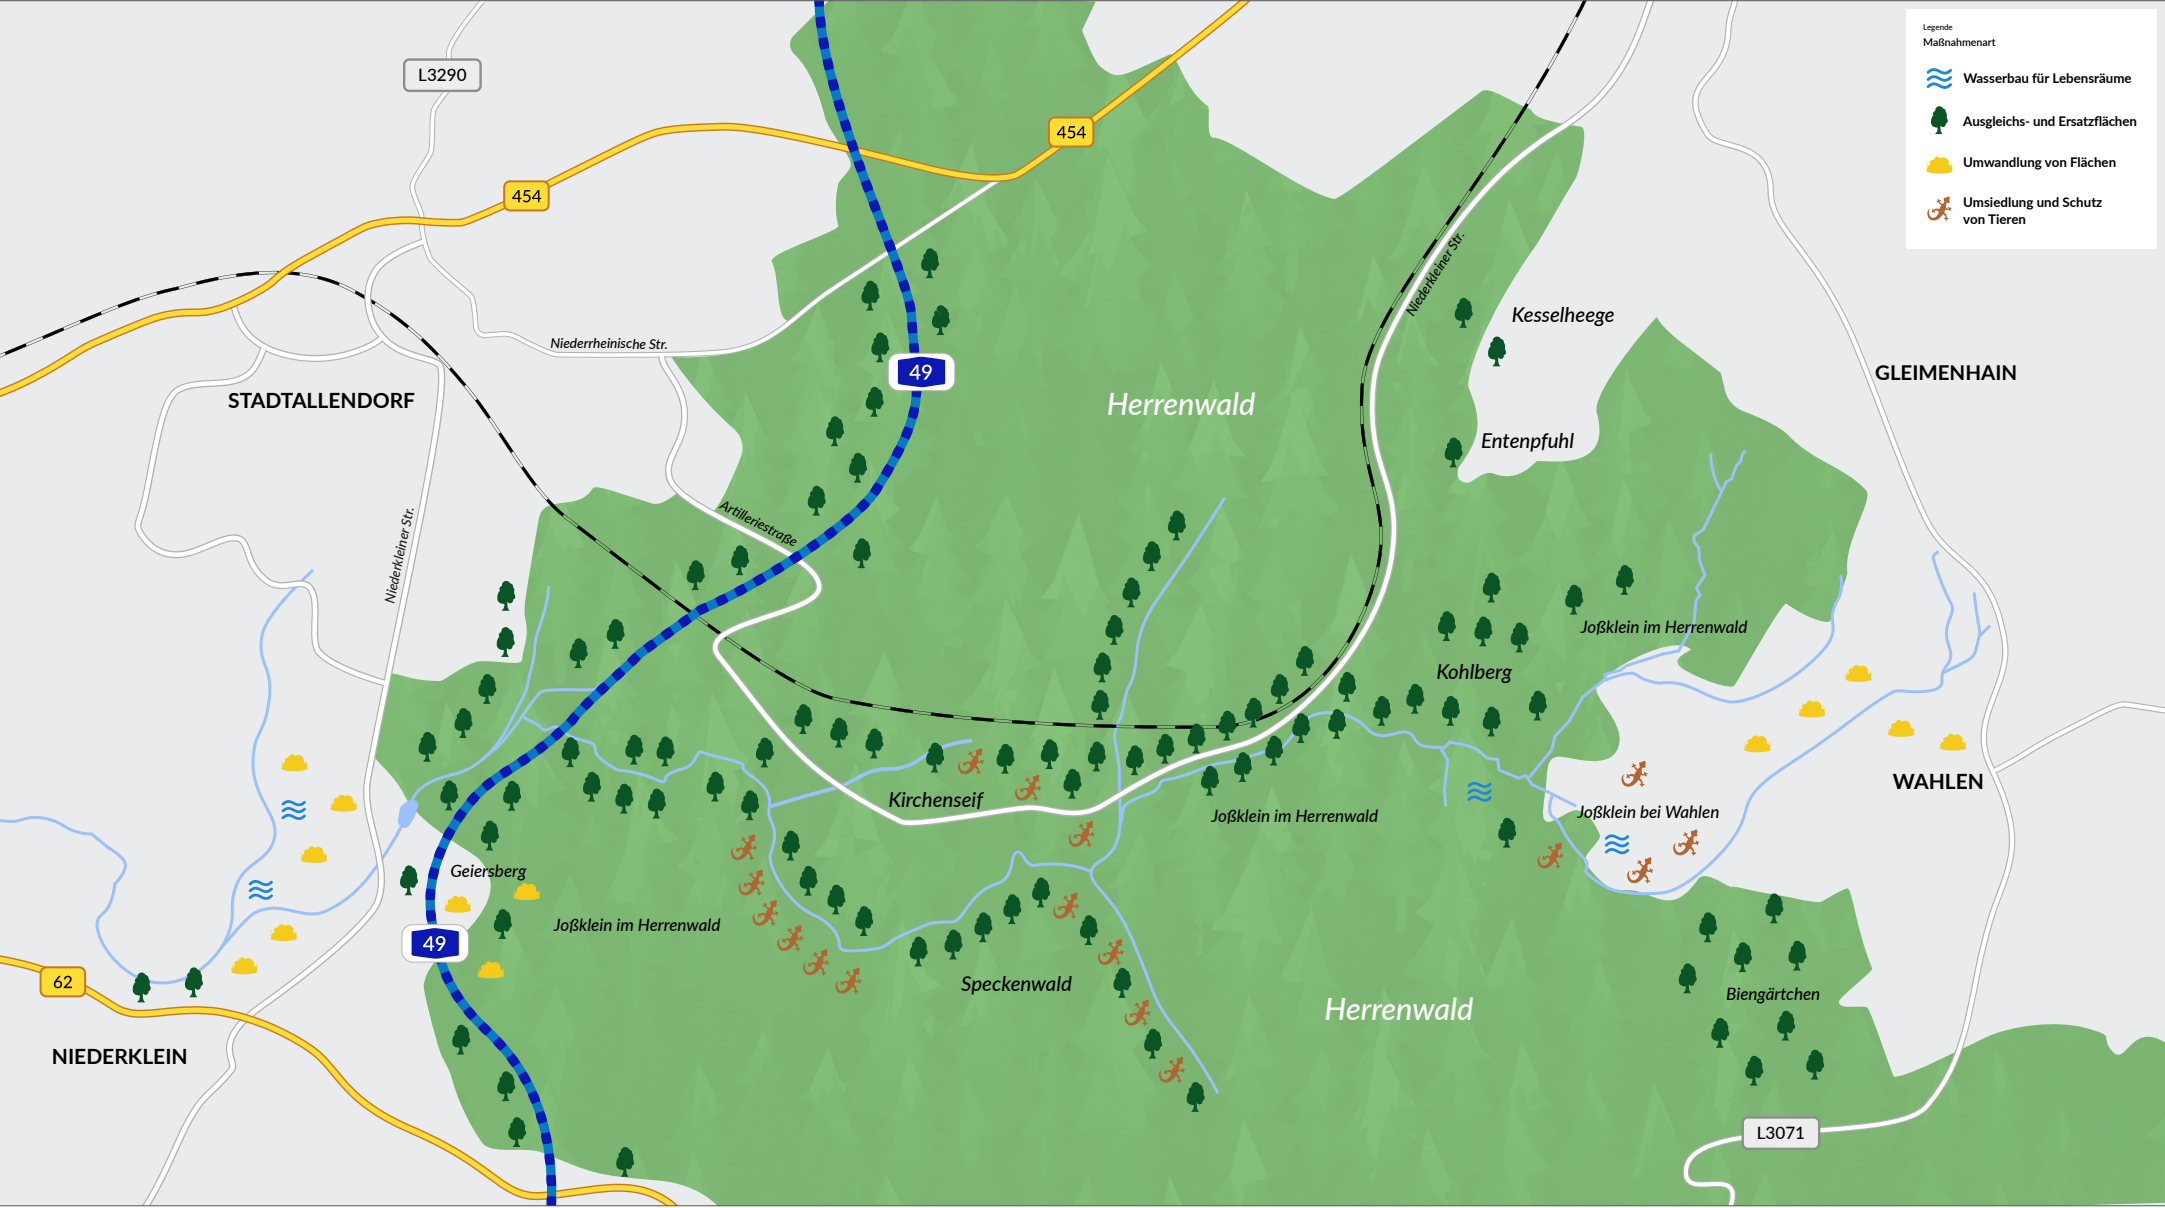 Legende
Maßnahmenart
L3290
Wasserbau für Lebensräume
Ausgleichs- und Ersatzflächen
454
Umwandlung von Flächen
454
Umsiedlung und Schutz
von Tieren
Niederkleiner Str.
Kesselheege
Niederrheinische Str.
49
GLEIMENHAIN
STADTALLENDORF
Herrenwald
Entenpfuhl
Artilleriestraße
Niederkleiner Str.
Joßklein im Herrenwald
Kohlberg
WAHLEN
Kirchenseif
Joßklein im Herrenwald
Joßklein bei Wahlen
Geiersberg
Joßklein im Herrenwald
49
62
Speckenwald
Biengärtchen
Herrenwald
NIEDERKLEIN
L3071